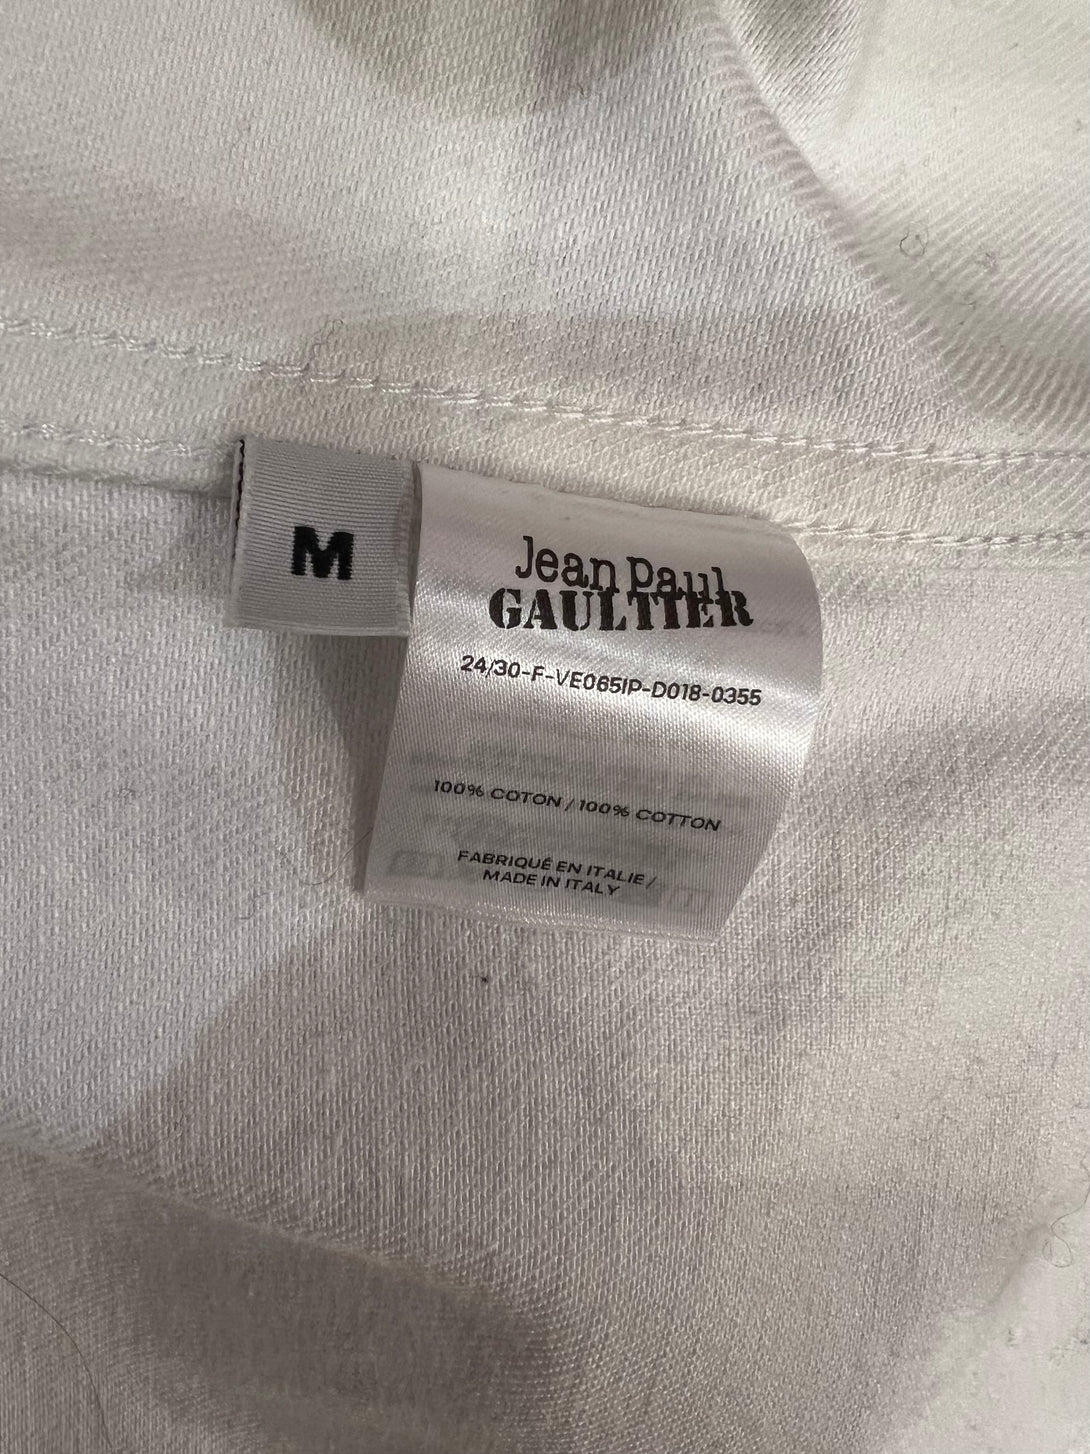 M
Jean Paul
GAULTIER
24/30-F-VE065IP-D018-0355
100% COTON / 100% COTTON
FABRIQUÉ EN ITALIE /
MADE IN ITALY